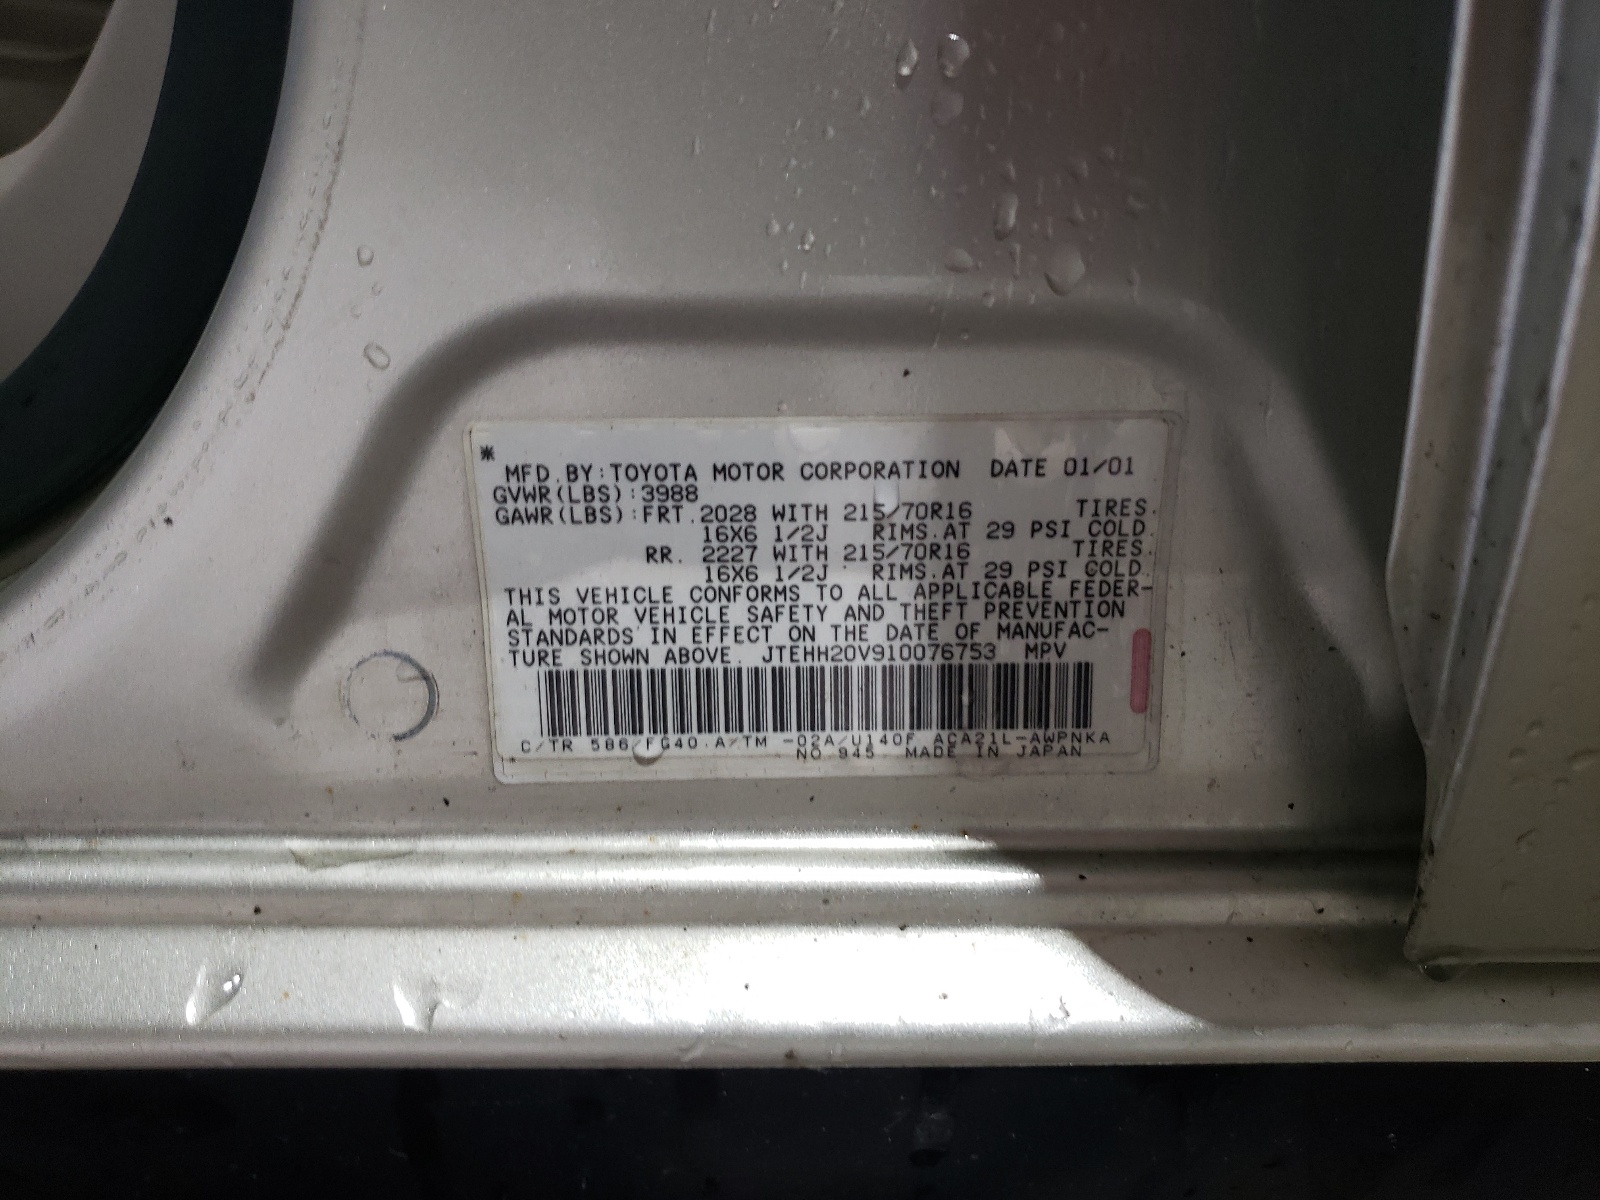 *
MFD.BY:TOYOTA MOTOR CORPORATION DATE 01/01
GVWR(LBS):3988
GAWR(LBS):FRT.2028 WITH 215/70R16 TIRES.
16X6 1/2J RIMS.AT 29 PSI COLD.
RR. 2227 WITH 215/70R16 TIRES.
16X6 1/2J RIMS.AT 29 PSI COLD.
THIS VEHICLE CONFORMS TO ALL APPLICABLE FEDER-
AL MOTOR VEHICLE SAFETY AND THEFT PREVENTION
STANDARDS IN EFFECT ON THE DATE OF MANUFAC-
TURE SHOWN ABOVE. JTEHH20V910076753 MPV
C/TR 586/FG40.A/TM -02A/U140F ACA21L-AWPNKA
NO.945 MADE IN JAPAN